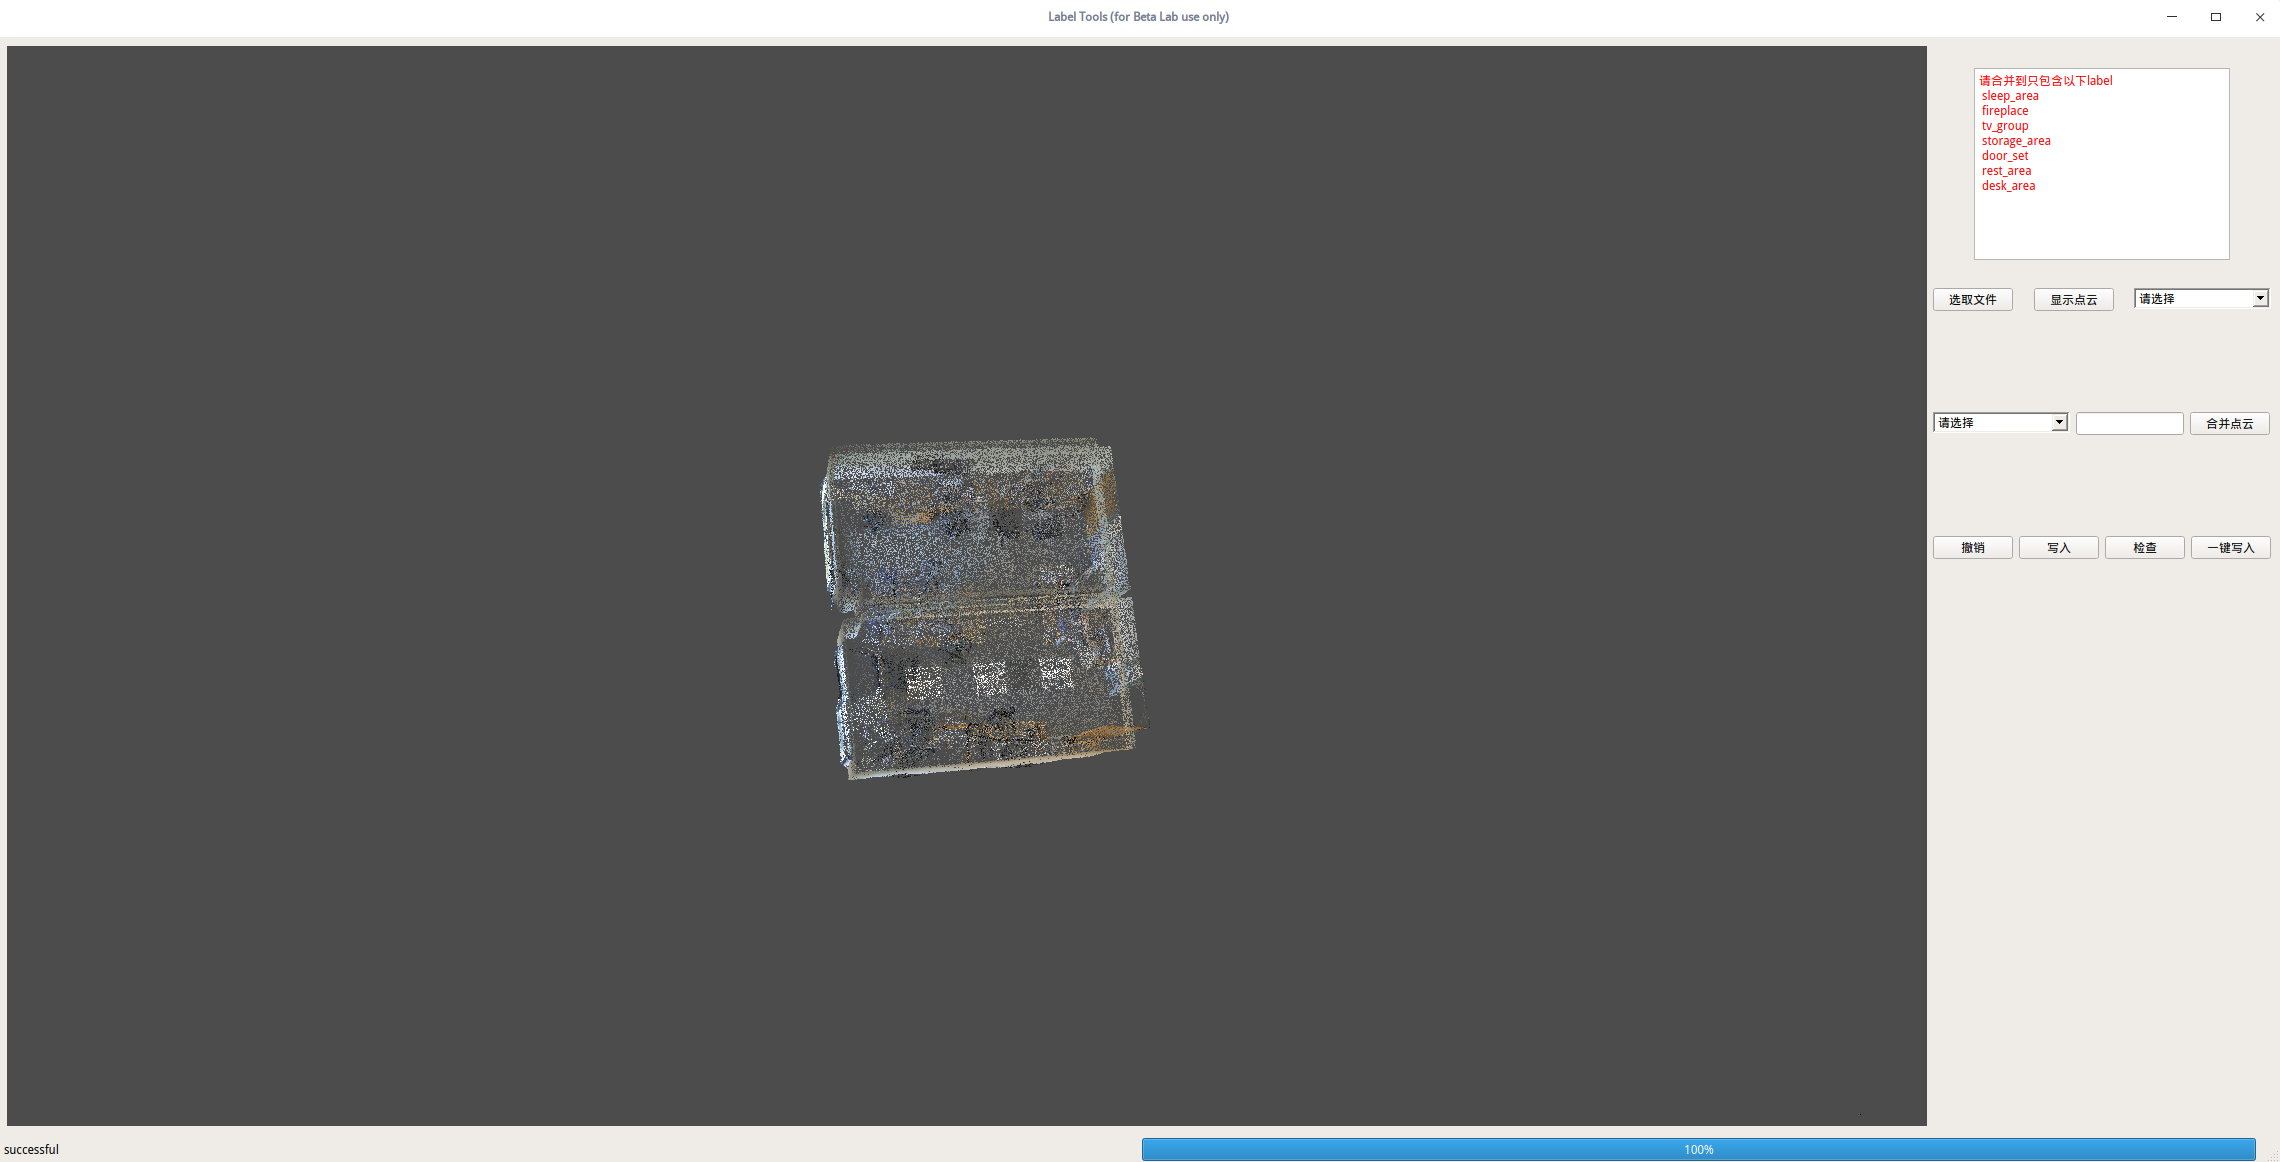 Label Tools (for Beta Lab use only)
请合并到只包含以下label
sleep_area
fireplace
tv_group
storage_area
door_set
rest_area
desk_area
选取文件 显示点云 请选择
请选择 合并点云
撤销 写入 检查 一键写入
successful 100%